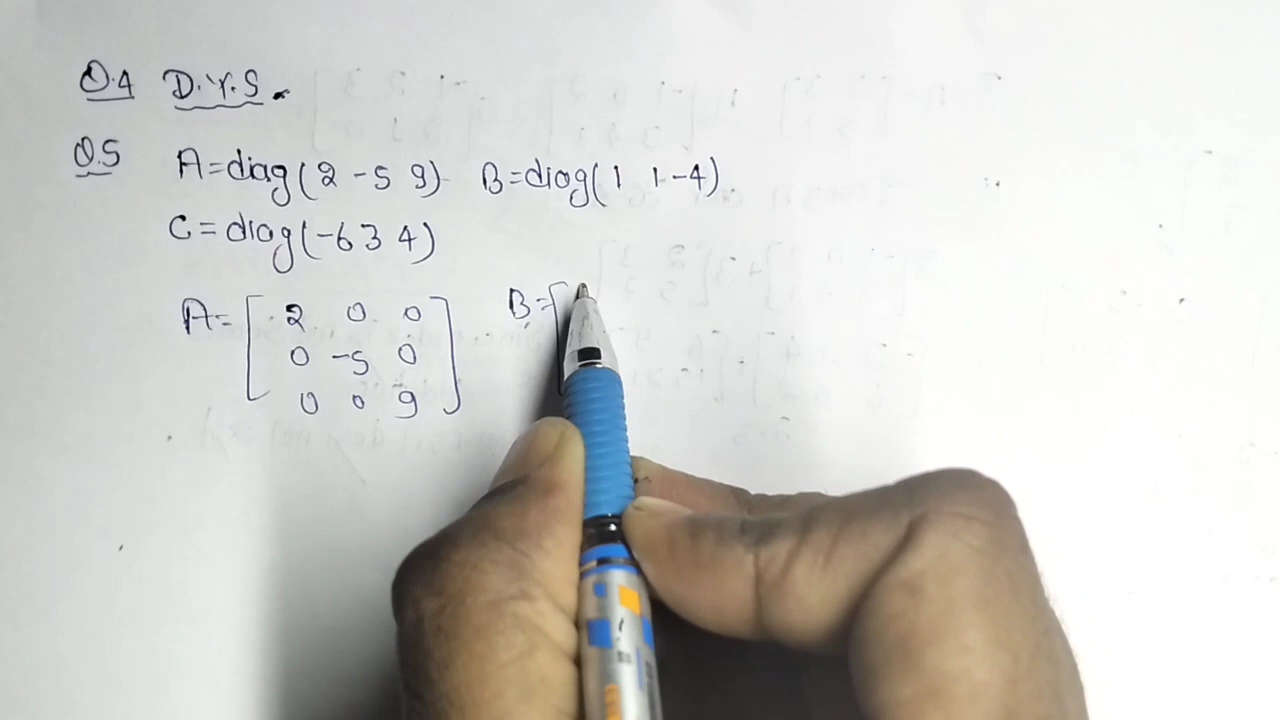 Q.4 D.Y.S.
Q.5 A=diag(2 -5 9) B=diag(1 1 -4)
C=diag(-6 3 4)
A=[2 0 0 B=[
0 -5 0
0 0 9]